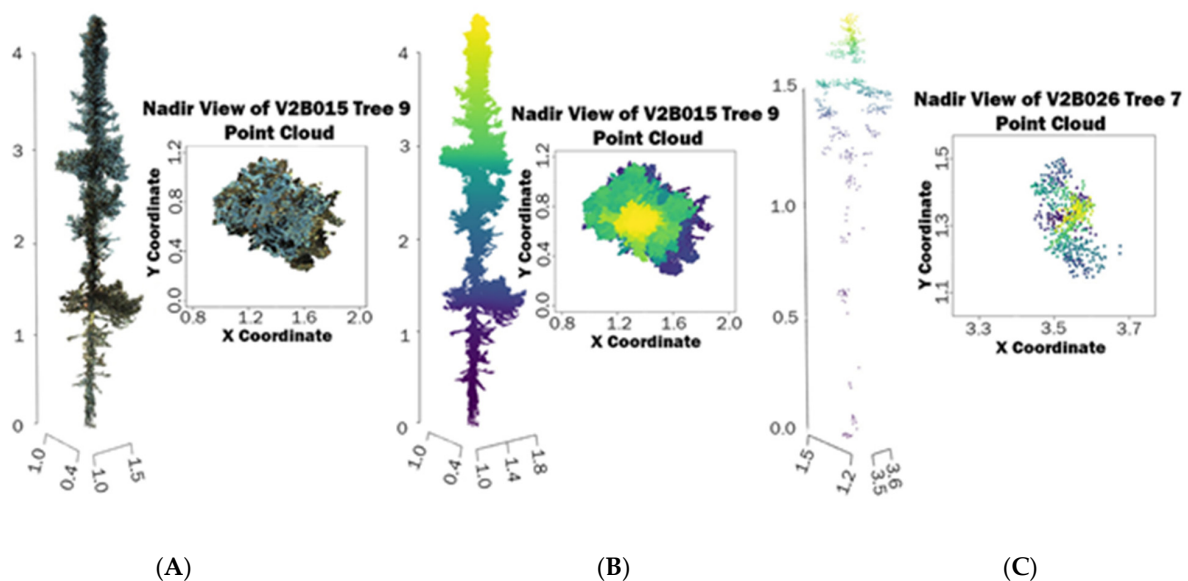 4
3
2
1
0
1.0
0.4
1.0
1.5
Nadir View of V2B015 Tree 9
Point Cloud
Y Coordinate
1.2
0.8
0.4
0.0
0.8 1.2 1.6 2.0
X Coordinate
4
3
2
1
0
1.0
0.4
1.0
1.4
1.8
Nadir View of V2B015 Tree 9
Point Cloud
Y Coordinate
1.2
0.8
0.4
0.0
0.8 1.2 1.6 2.0
X Coordinate
1.5
1.0
0.5
0.0
1.5
1.2
3.5
3.6
Nadir View of V2B026 Tree 7
Point Cloud
Y Coordinate
1.5
1.3
1.1
3.3 3.5 3.7
X Coordinate
(A) (B) (C)